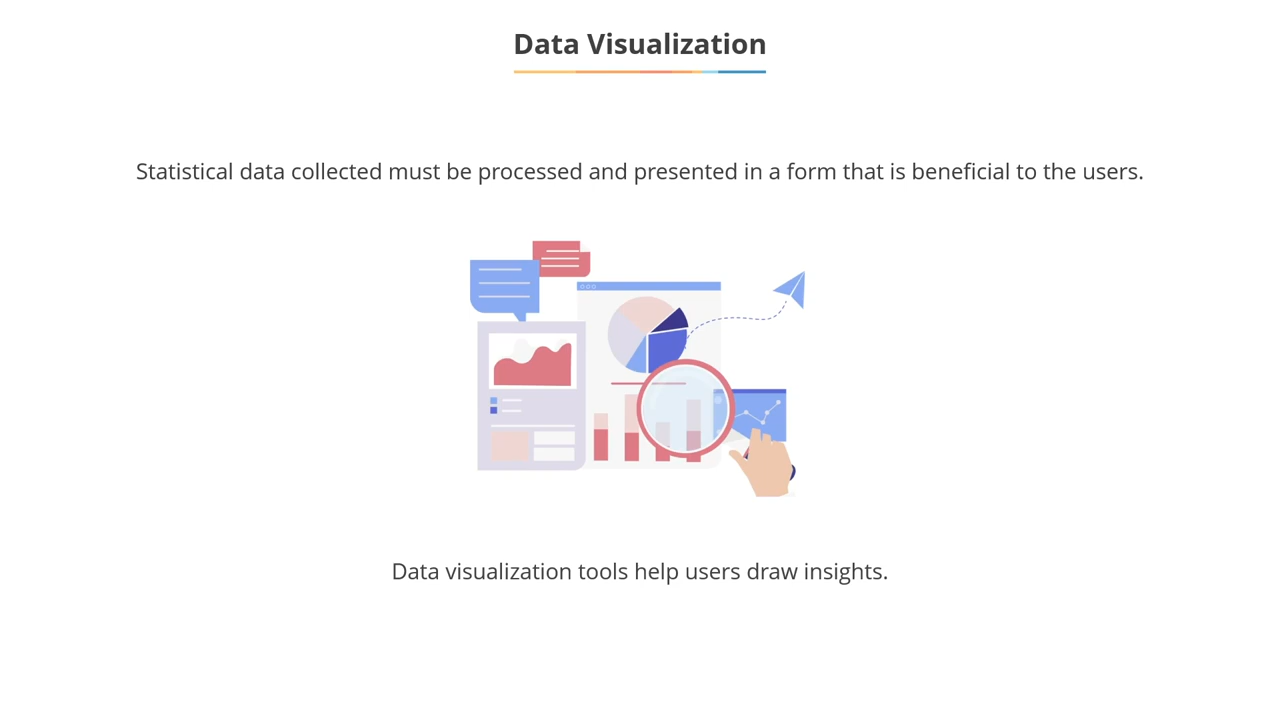 Data Visualization
Statistical data collected must be processed and presented in a form that is beneficial to the users.
Data visualization tools help users draw insights.